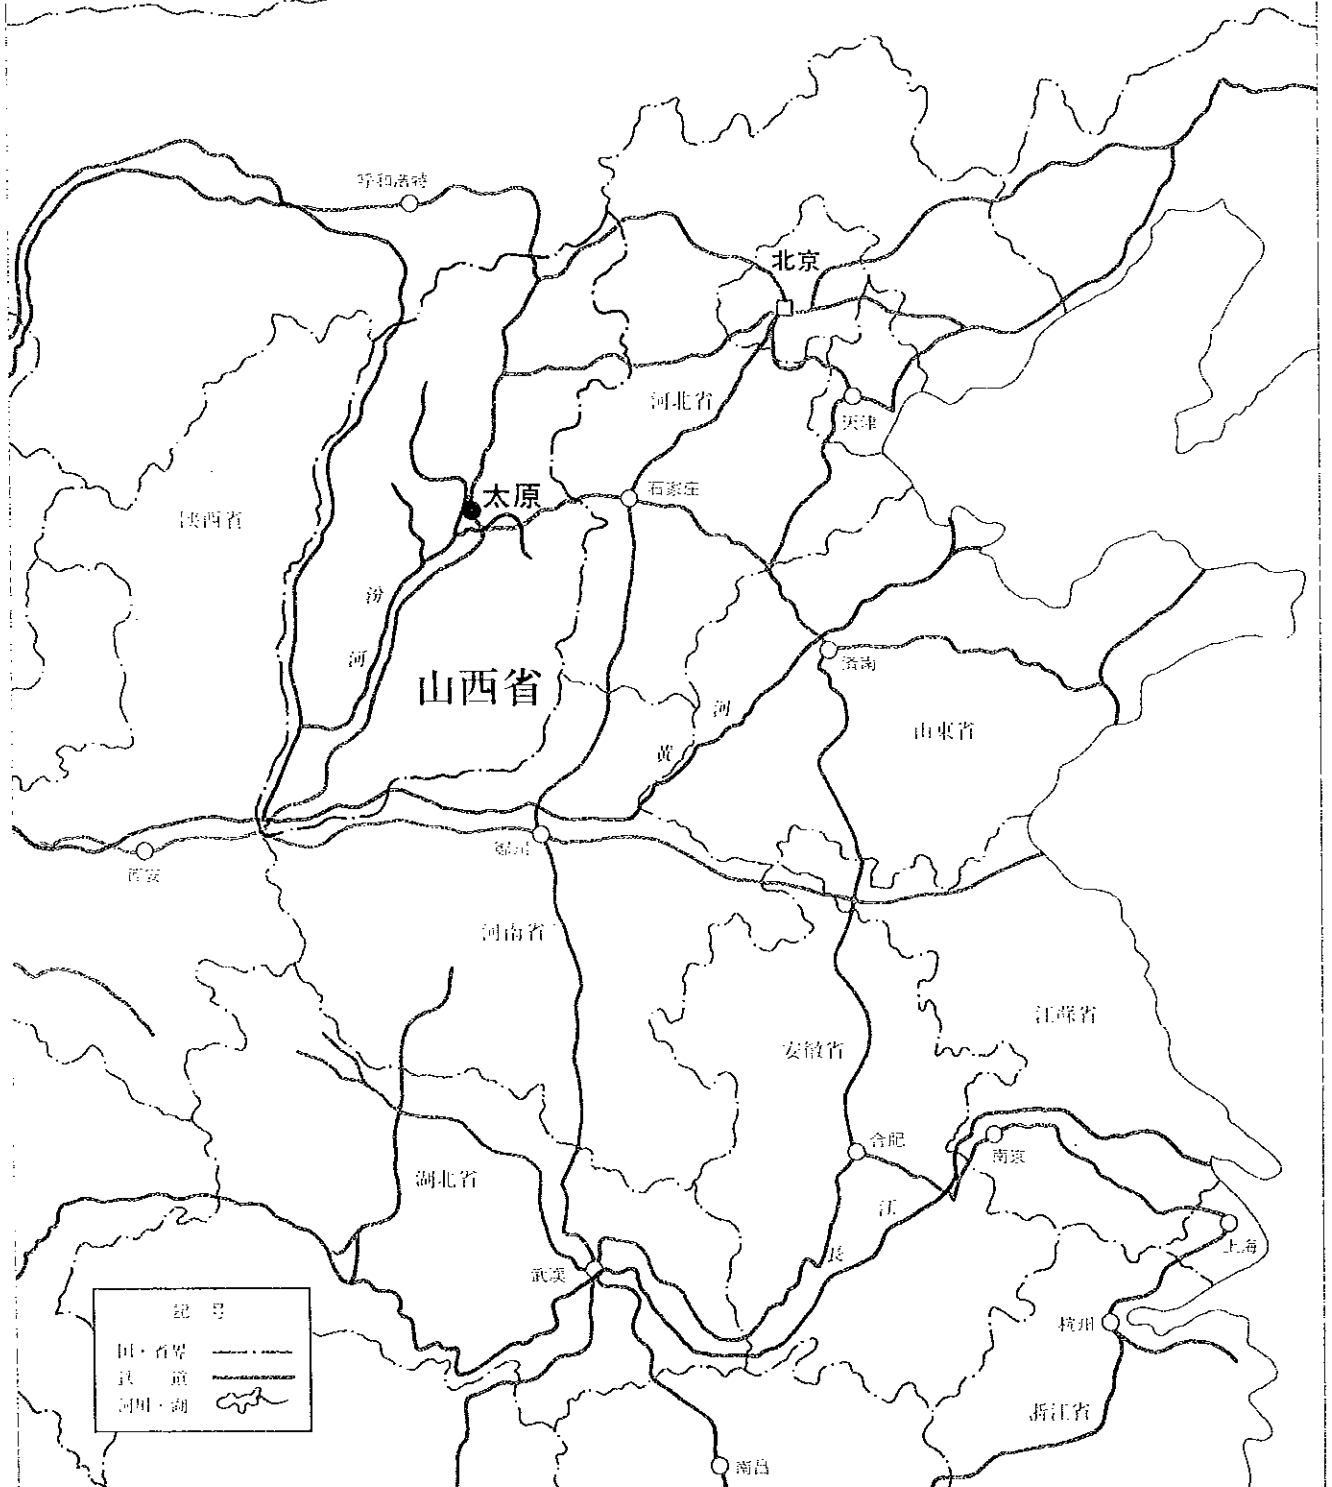 呼和浩特
北京
河北省
天津
太原
石家庄
陕西省
汾
河
山西省
济南
河
黄
山東省
西安
郑州
河南省
江蘇省
安徽省
合肥
南京
湖北省
江
長
上海
武漢
記 号
国・省界
鉄 道
河川・湖
杭州
浙江省
南昌